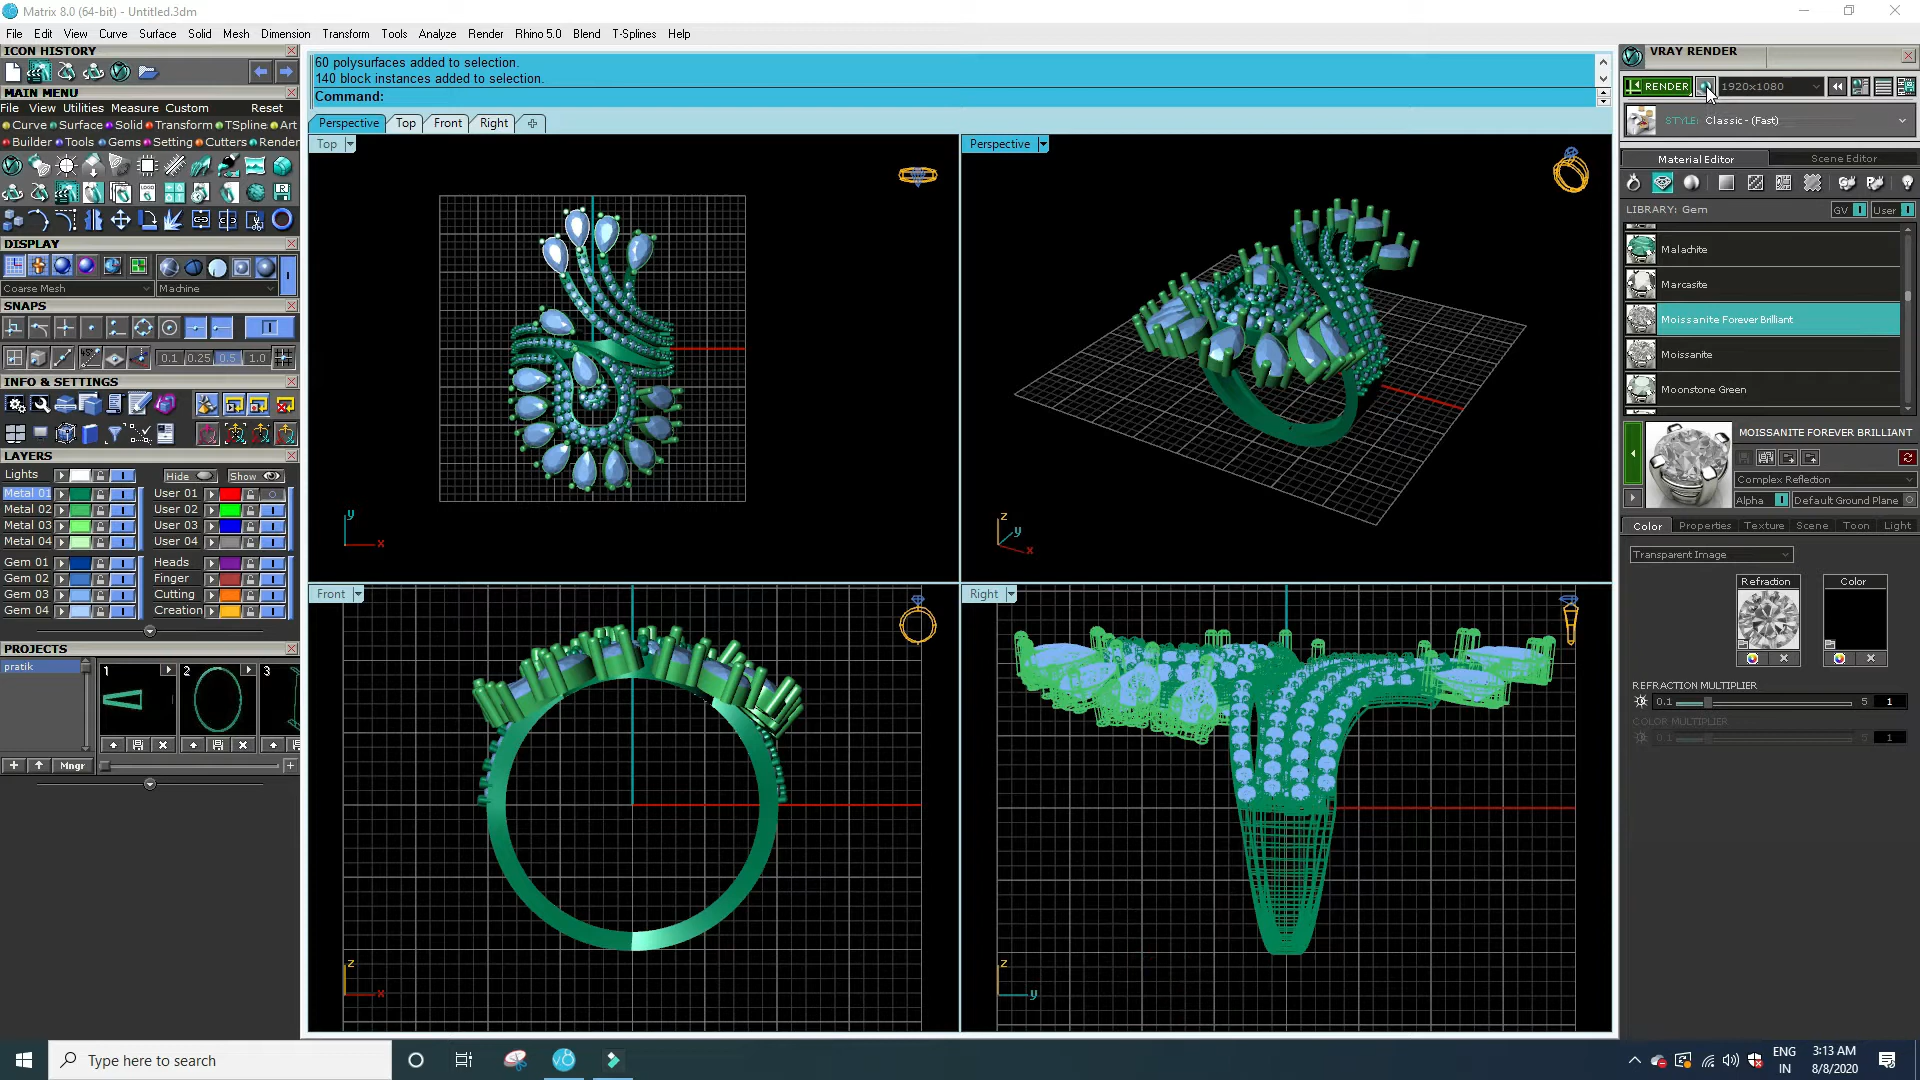 Matrix 8.0 (64-bit) - Untitled.3dm
File Edit View Curve Surface Solid Mesh Dimension Transform Tools Analyze Render Rhino 5.0 Blend T-Splines Help
ICON HISTORY
MAIN MENU
File View Utilities Measure Custom Reset
Curve Surface Solid Transform TSpline Art
Builder Tools Gems Setting Cutters Render
DISPLAY
Coarse Mesh Machine
SNAPS
0.1 0.25 0.5 1.0
INFO & SETTINGS
LAYERS
Lights Hide Show
Metal 01 User 01
Metal 02 User 02
Metal 03 User 03
Metal 04 User 04
Gem 01 Heads
Gem 02 Finger
Gem 03 Cutting
Gem 04 Creation
PROJECTS
pratik
1 2 3
Mngr
60 polysurfaces added to selection.
140 block instances added to selection.
Command:
Perspective Top Front Right
Top
y
x
Perspective
z
y
x
Front
z
x
Right
z
y
VRAY RENDER
RENDER 1920x1080
STYLE: Classic - (Fast)
Material Editor Scene Editor
LIBRARY: Gem GV User
Malachite
Marcasite
Moissanite Forever Brilliant
Moissanite
Moonstone Green
MOISSANITE FOREVER BRILLIANT
Complex Reflection
Alpha Default Ground Plane
Color Properties Texture Scene Toon Light
Transparent Image
Refraction Color
REFRACTION MULTIPLIER
0.1 5 1
COLOR MULTIPLIER
0.1 5 1
Type here to search
ENG
IN
3:13 AM
8/8/2020